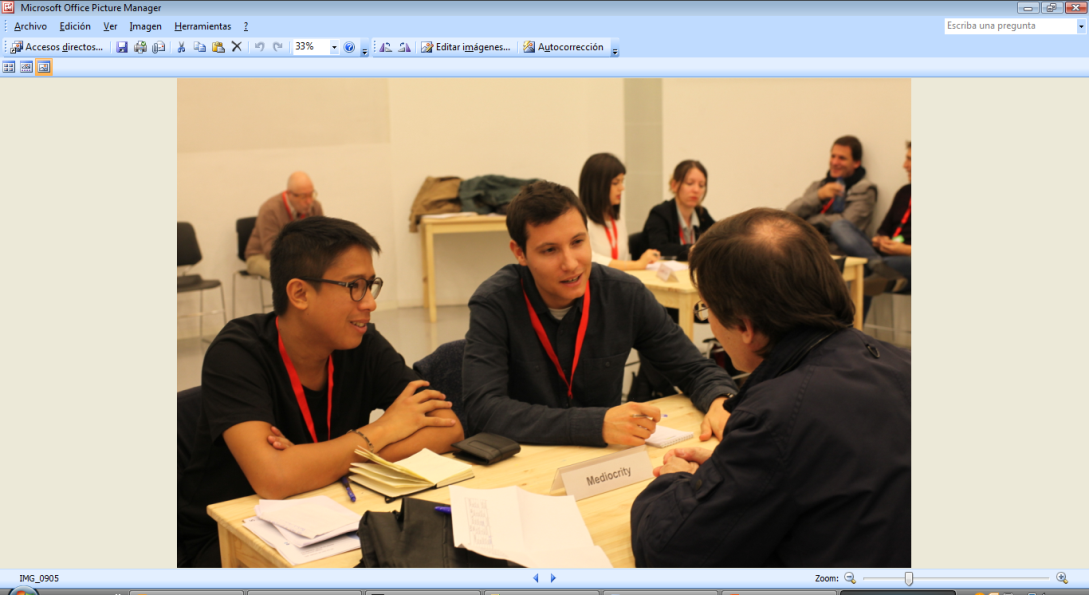 Microsoft Office Picture Manager
Archivo Edición Ver Imagen Herramientas ?
Escriba una pregunta
Accesos directos... 33% Editar imágenes... Autocorrección
Mediocrity
IMG_0905 Zoom: